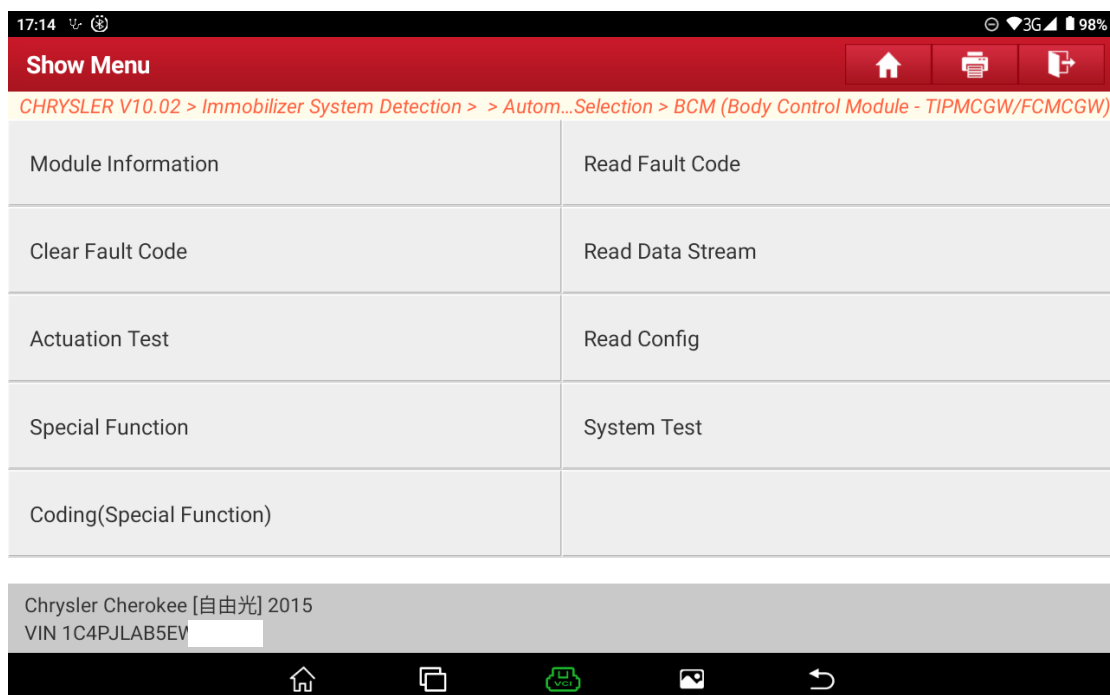 17:14
3G 98%
Show Menu
CHRYSLER V10.02 > Immobilizer System Detection > > Autom...Selection > BCM (Body Control Module - TIPMCGW/FCMCGW)
Module Information
Read Fault Code
Clear Fault Code
Read Data Stream
Actuation Test
Read Config
Special Function
System Test
Coding(Special Function)
Chrysler Cherokee [自由光] 2015
VIN 1C4PJLAB5EW
VCI